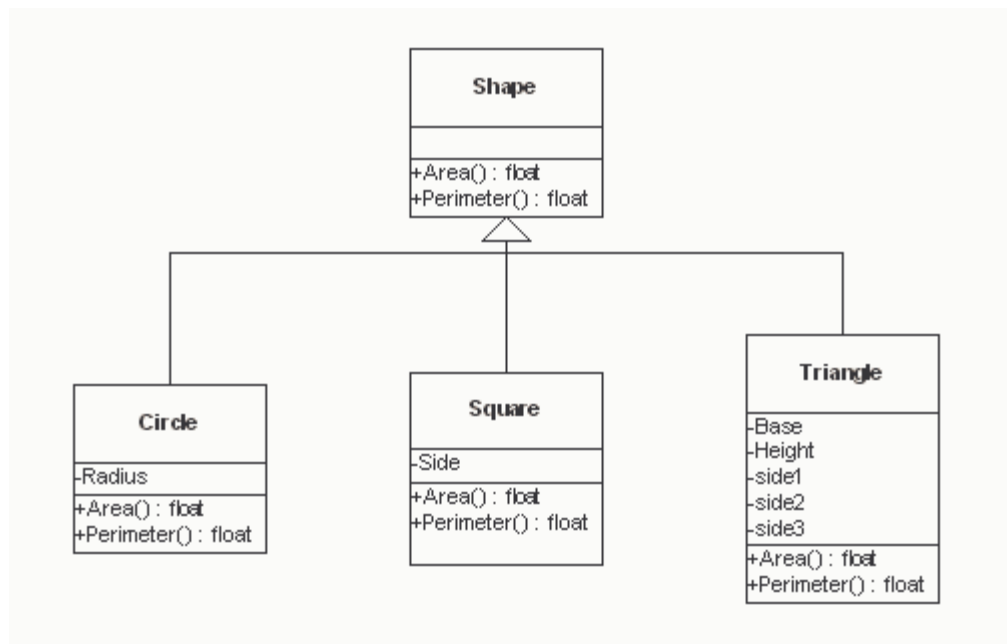 Shape
+Area() : float
+Perimeter() : float
Circle
-Radius
+Area() : float
+Perimeter() : float
Square
-Side
+Area() : float
+Perimeter() : float
Triangle
-Base
-Height
-side1
-side2
-side3
+Area() : float
+Perimeter() : float